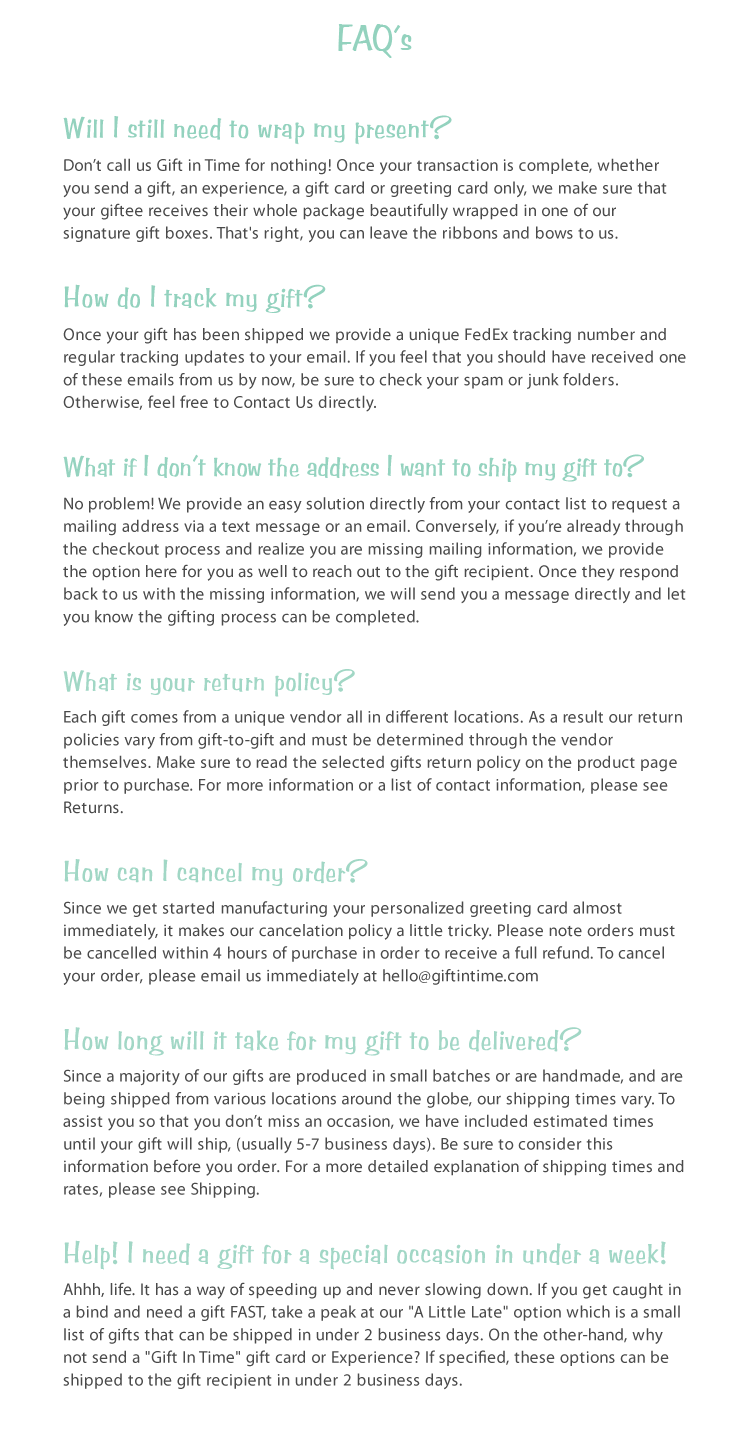 FAQ's
Will I still need to wrap my present?
Don’t call us Gift in Time for nothing! Once your transaction is complete, whether
you send a gift, an experience, a gift card or greeting card only, we make sure that
your giftee receives their whole package beautifully wrapped in one of our
signature gift boxes. That's right, you can leave the ribbons and bows to us.
How do I track my gift?
Once your gift has been shipped we provide a unique FedEx tracking number and
regular tracking updates to your email. If you feel that you should have received one
of these emails from us by now, be sure to check your spam or junk folders.
Otherwise, feel free to Contact Us directly.
What if I don’t know the address I want to ship my gift to?
No problem! We provide an easy solution directly from your contact list to request a
mailing address via a text message or an email. Conversely, if you’re already through
the checkout process and realize you are missing mailing information, we provide
the option here for you as well to reach out to the gift recipient. Once they respond
back to us with the missing information, we will send you a message directly and let
you know the gifting process can be completed.
What is your return policy?
Each gift comes from a unique vendor all in different locations. As a result our return
policies vary from gift-to-gift and must be determined through the vendor
themselves. Make sure to read the selected gifts return policy on the product page
prior to purchase. For more information or a list of contact information, please see
Returns.
How can I cancel my order?
Since we get started manufacturing your personalized greeting card almost
immediately, it makes our cancelation policy a little tricky. Please note orders must
be cancelled within 4 hours of purchase in order to receive a full refund. To cancel
your order, please email us immediately at hello@giftintime.com
How long will it take for my gift to be delivered?
Since a majority of our gifts are produced in small batches or are handmade, and are
being shipped from various locations around the globe, our shipping times vary. To
assist you so that you don’t miss an occasion, we have included estimated times
until your gift will ship, (usually 5-7 business days). Be sure to consider this
information before you order. For a more detailed explanation of shipping times and
rates, please see Shipping.
Help! I need a gift for a special occasion in under a week!
Ahhh, life. It has a way of speeding up and never slowing down. If you get caught in
a bind and need a gift FAST, take a peak at our "A Little Late" option which is a small
list of gifts that can be shipped in under 2 business days. On the other-hand, why
not send a "Gift In Time" gift card or Experience? If specified, these options can be
shipped to the gift recipient in under 2 business days.